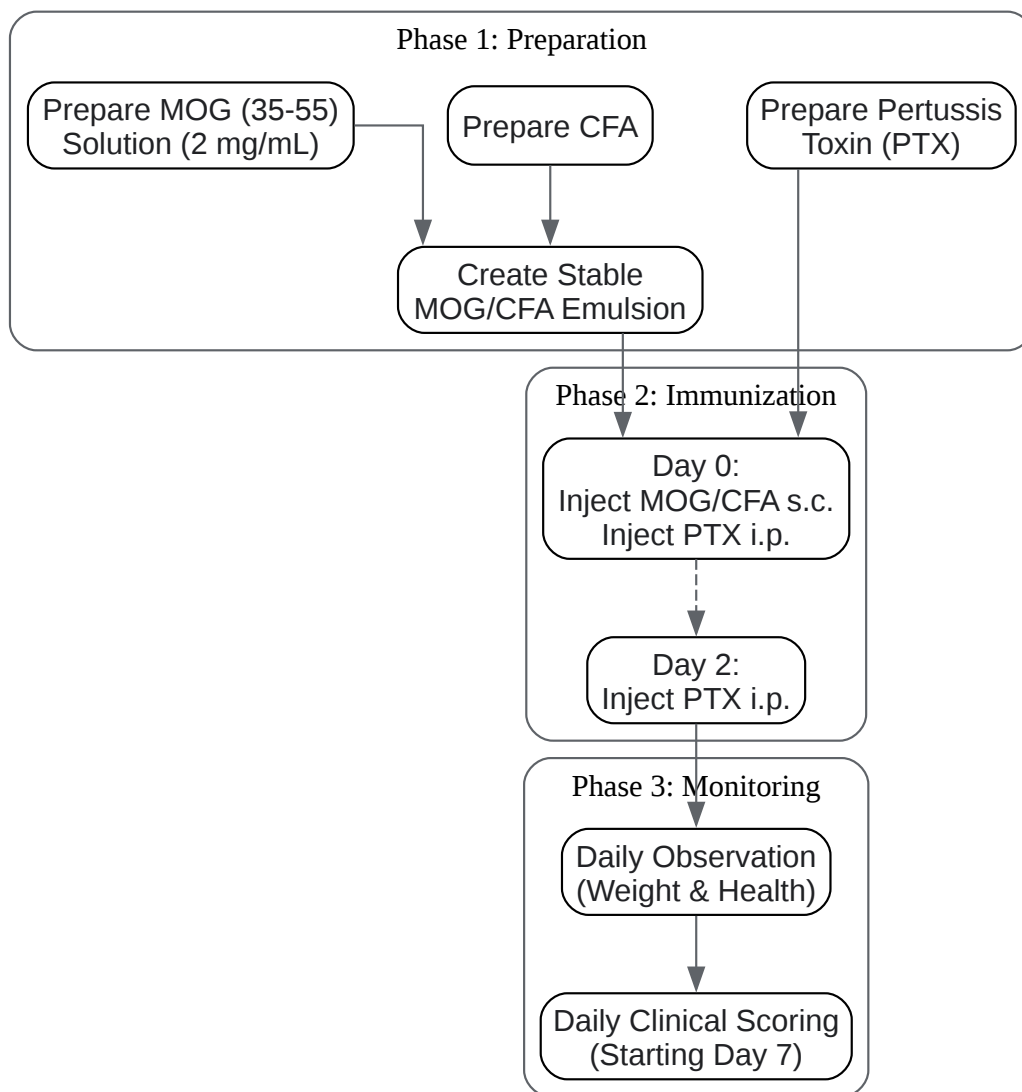 Phase 1: Preparation
Prepare MOG (35-55)
Solution (2 mg/mL)
Prepare CFA
Prepare Pertussis
Toxin (PTX)
Create Stable
MOG/CFA Emulsion
Phase 2: Immunization
Day 0:
Inject MOG/CFA s.c.
Inject PTX i.p.
Day 2:
Inject PTX i.p.
Phase 3: Monitoring
Daily Observation
(Weight & Health)
Daily Clinical Scoring
(Starting Day 7)